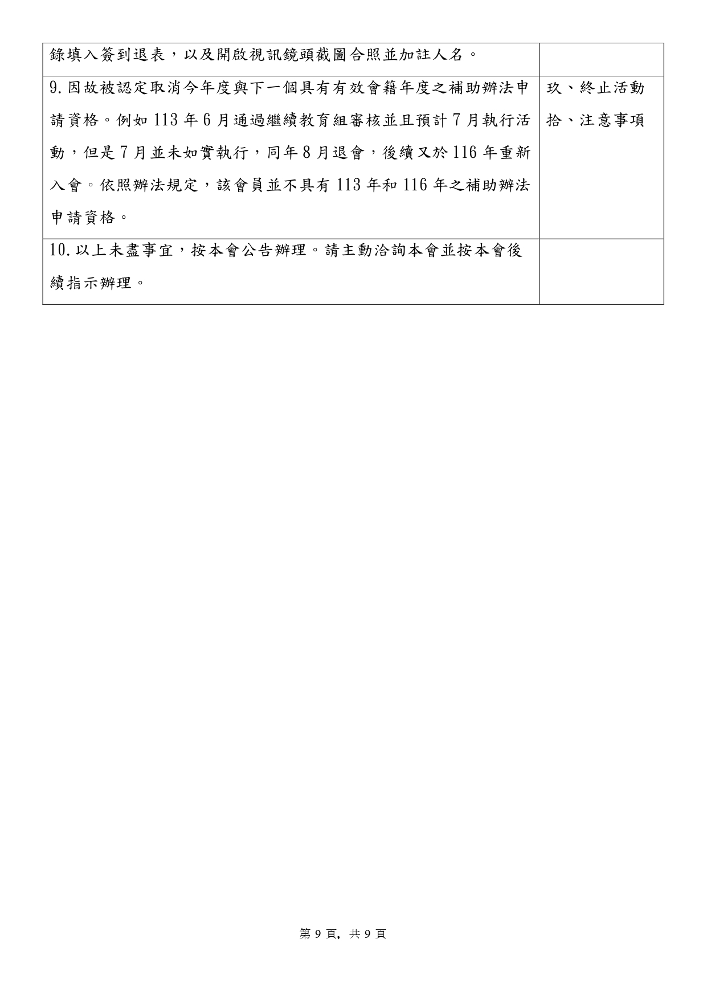 錄填入簽到退表，以及開啟視訊鏡頭截圖合照並加註人名。
9.因故被認定取消今年度與下一個具有有效會籍年度之補助辦法申
請資格。例如 113 年 6 月通過繼續教育組審核並且預計 7 月執行活
動，但是 7 月並未如實執行，同年 8 月退會，後續又於 116 年重新
入會。依照辦法規定，該會員並不具有 113 年和 116 年之補助辦法
申請資格。
玖、終止活動
拾、注意事項
10.以上未盡事宜，按本會公告辦理。請主動洽詢本會並按本會後
續指示辦理。
第 9 頁, 共 9 頁